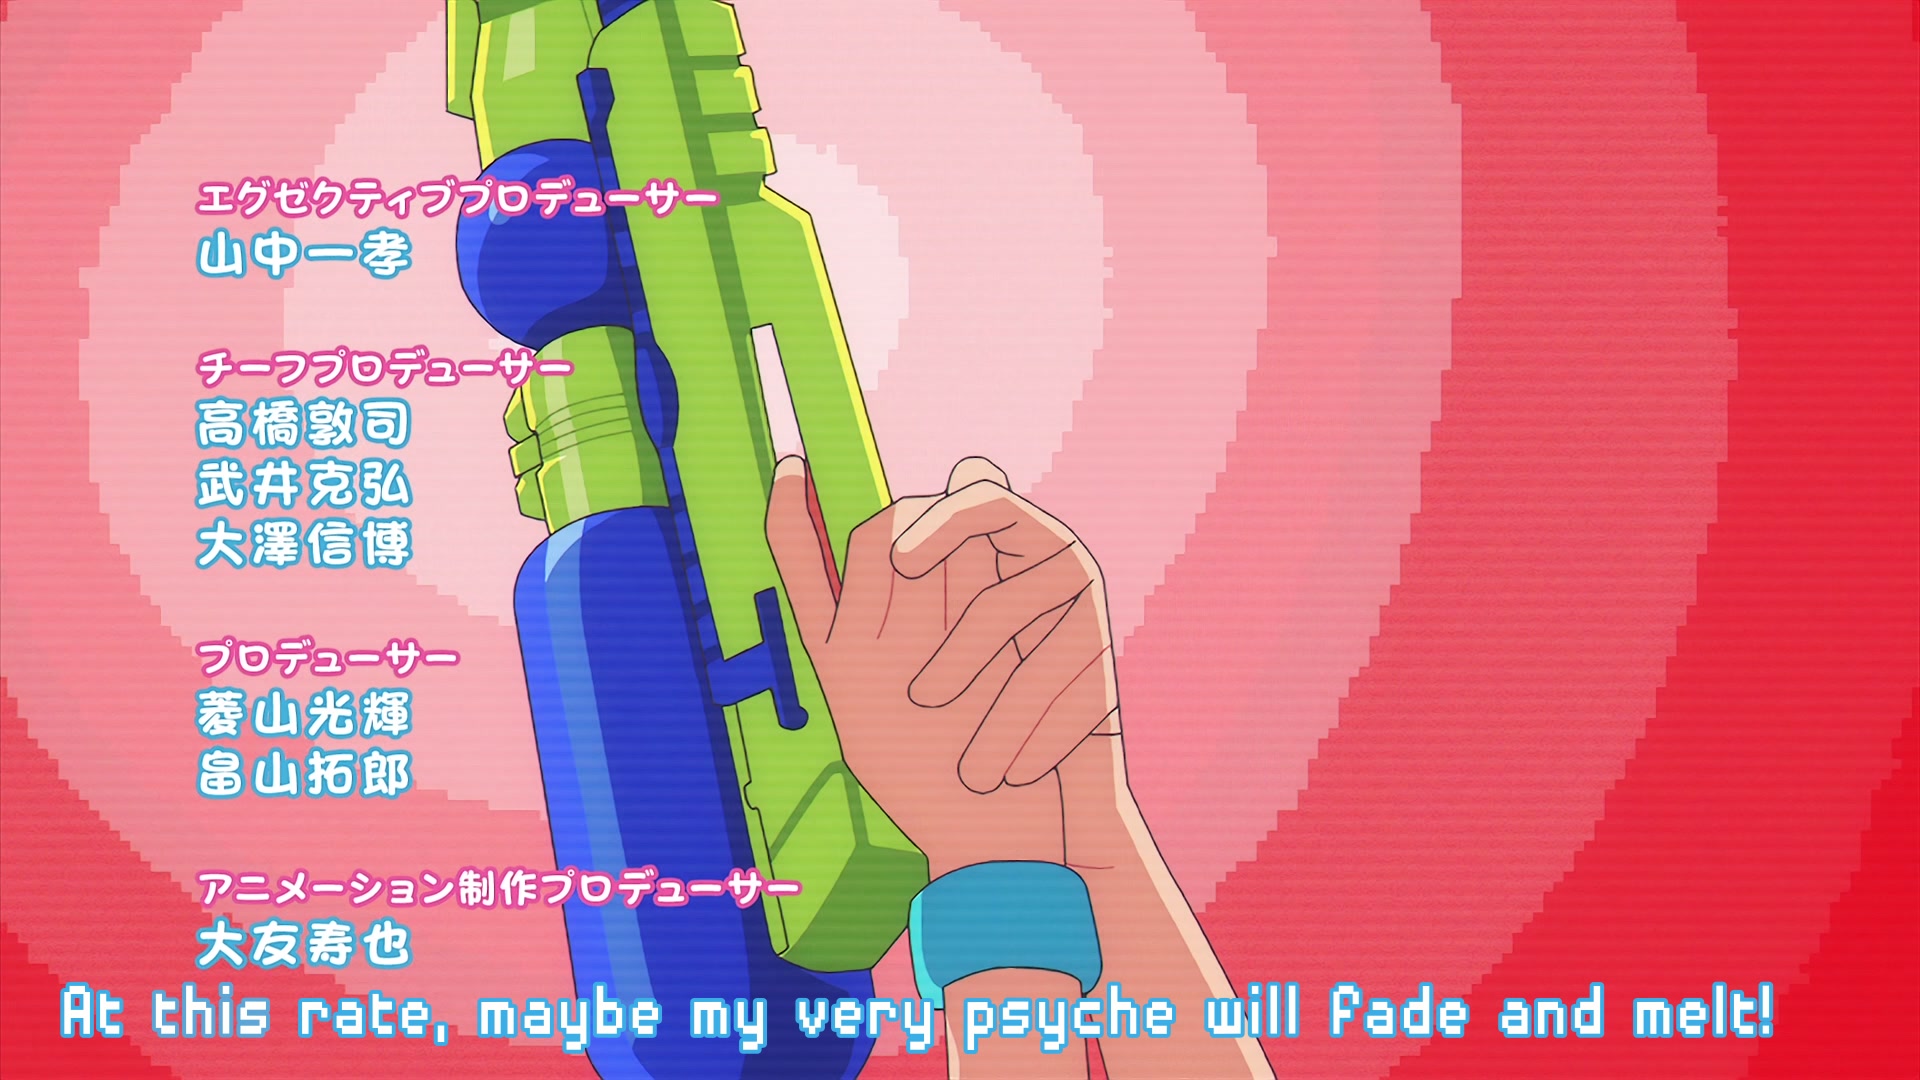 エグゼクティブプロデューサー
山中一孝
チーフプロデューサー
高橋敦司
武井克弘
大澤信博
プロデューサー
菱山光輝
畠山拓郎
アニメーション制作プロデューサー
大友寿也
At this rate, maybe my very psyche will fade and melt!